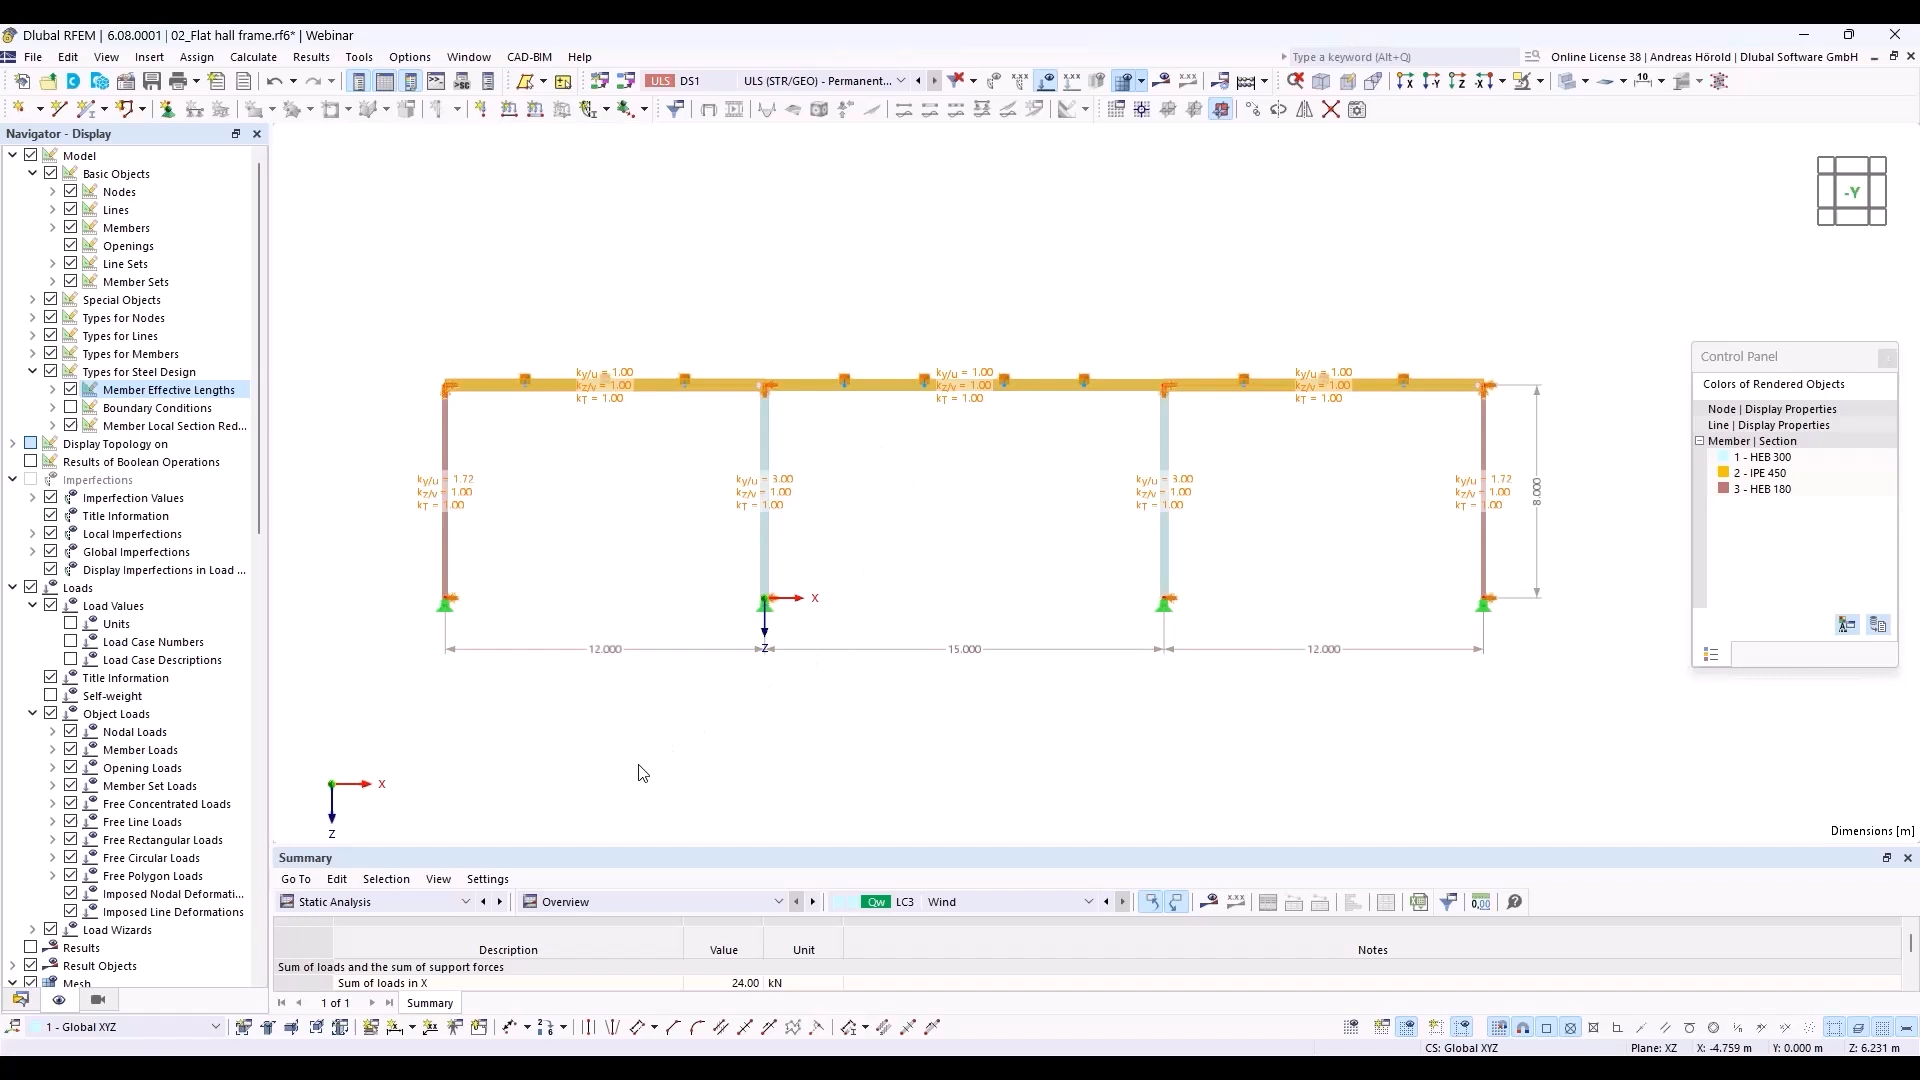 Dlubal RFEM | 6.08.0001 | 02_Flat hall frame.rf6* | Webinar
File Edit View Insert Assign Calculate Results Tools Options Window CAD-BIM Help
Type a keyword (Alt+Q)
Online License 38 | Andreas Hörold | Dlubal Software GmbH
ULS DS1 ULS (STR/GEO) - Permanent...
Navigator - Display
Model
Basic Objects
Nodes
Lines
Members
Openings
Line Sets
Member Sets
Special Objects
Types for Nodes
Types for Lines
Types for Members
Types for Steel Design
Member Effective Lengths
Boundary Conditions
Member Local Section Red...
Display Topology on
Results of Boolean Operations
Imperfections
Imperfection Values
Title Information
Local Imperfections
Global Imperfections
Display Imperfections in Load ...
Loads
Load Values
Units
Load Case Numbers
Load Case Descriptions
Title Information
Self-weight
Object Loads
Nodal Loads
Member Loads
Opening Loads
Member Set Loads
Free Concentrated Loads
Free Line Loads
Free Rectangular Loads
Free Circular Loads
Free Polygon Loads
Imposed Nodal Deformati...
Imposed Line Deformations
Load Wizards
Results
Result Objects
Mesh
-Y
ky/u = 1.00
kz/v = 1.00
kT = 1.00
ky/u = 1.00
kz/v = 1.00
kT = 1.00
ky/u = 1.00
kz/v = 1.00
kT = 1.00
ky/u = 1.72
kz/v = 1.00
kT = 1.00
ky/u = 3.00
kz/v = 1.00
kT = 1.00
ky/u = 3.00
kz/v = 1.00
kT = 1.00
ky/u = 1.72
kz/v = 1.00
kT = 1.00
8.000
X
Z
12.000
15.000
12.000
X
Z
Dimensions [m]
Control Panel
Colors of Rendered Objects
Node | Display Properties
Line | Display Properties
Member | Section
1 - HEB 300
2 - IPE 450
3 - HEB 180
Summary
Go To Edit Selection View Settings
Static Analysis Overview Qw LC3 Wind
Description Value Unit Notes
Sum of loads and the sum of support forces
Sum of loads in X 24.00 kN
1 of 1 Summary
1 - Global XYZ
CS: Global XYZ Plane: XZ X: -4.759 m Y: 0.000 m Z: 6.231 m